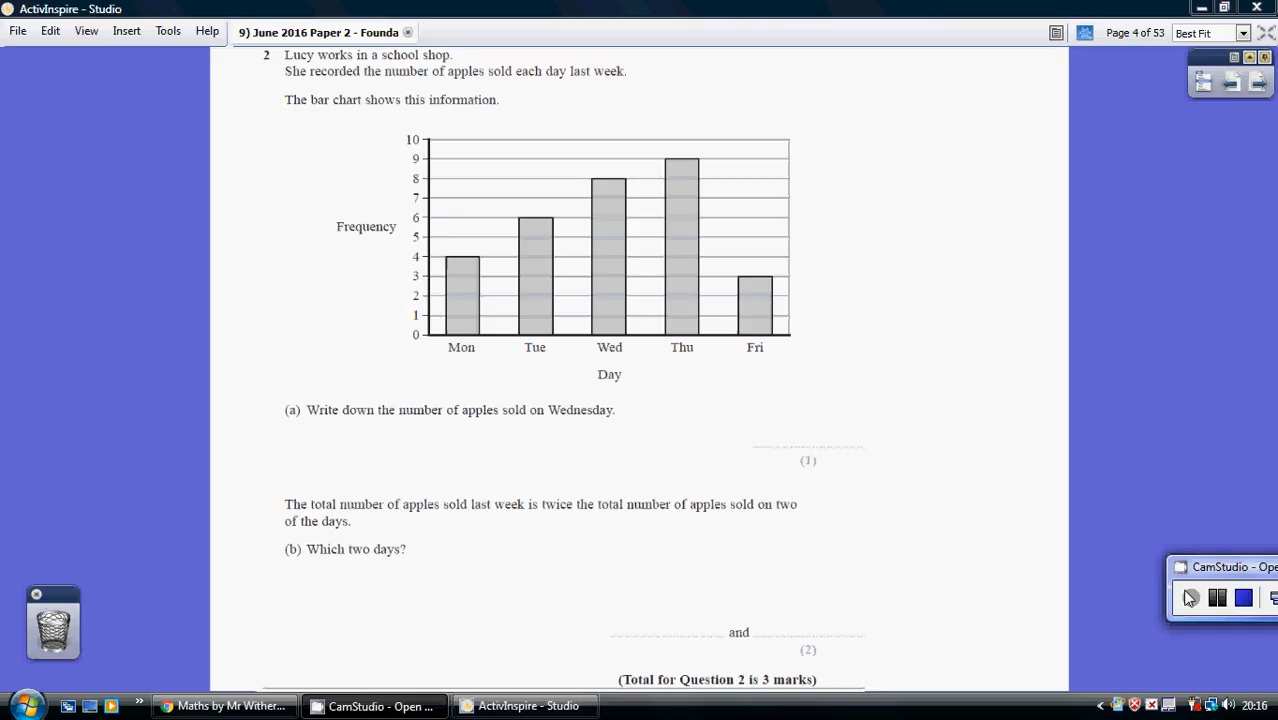 ActivInspire - Studio
File Edit View Insert Tools Help
9) June 2016 Paper 2 - Founda
Page 4 of 53
Best Fit
2 Lucy works in a school shop.
She recorded the number of apples sold each day last week.
The bar chart shows this information.
10
9
8
7
6
Frequency
5
4
3
2
1
0
Mon Tue Wed Thu Fri
Day
(a) Write down the number of apples sold on Wednesday.
(1)
The total number of apples sold last week is twice the total number of apples sold on two
of the days.
(b) Which two days?
and
(2)
(Total for Question 2 is 3 marks)
CamStudio - Ope
Maths by Mr Wither...
CamStudio - Open ...
ActivInspire - Studio
20:16